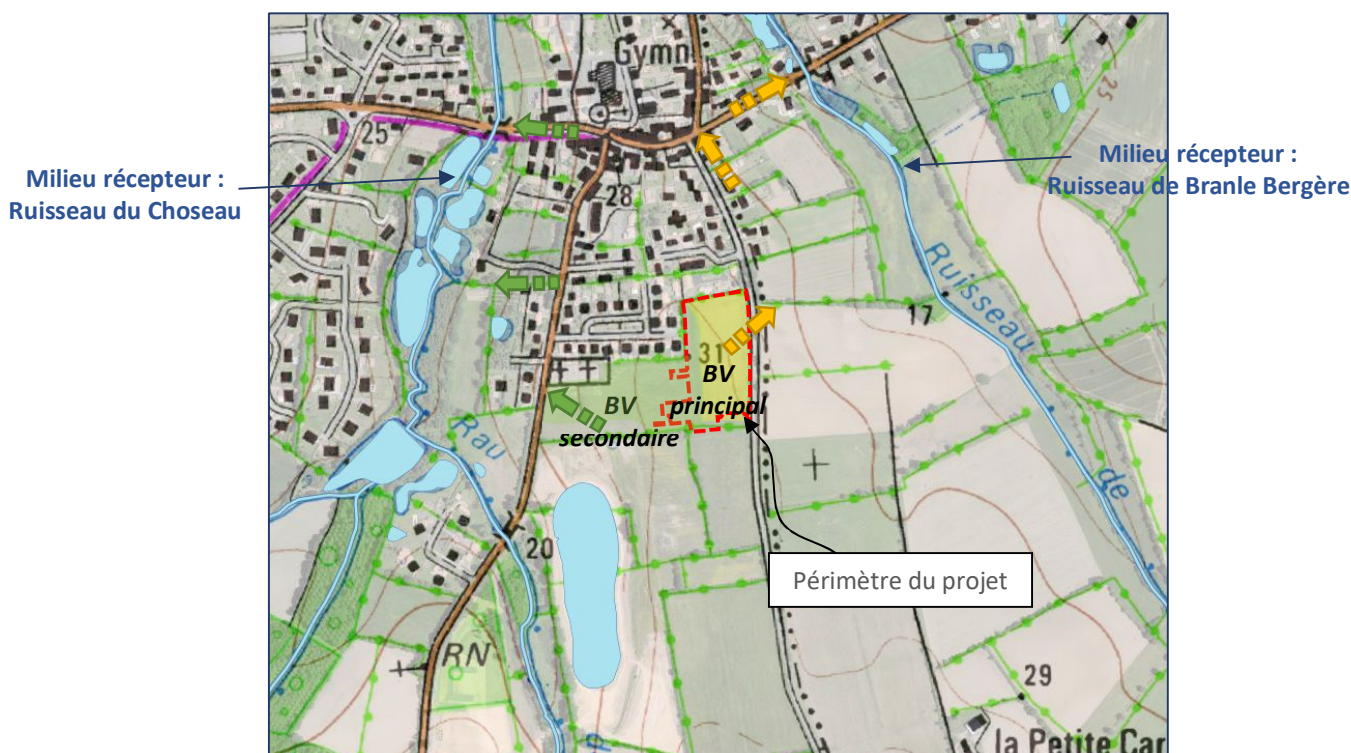 Gymn
25
25
Milieu récepteur :
Ruisseau du Choseau
Milieu récepteur :
Ruisseau de Branle Bergère
28
Ruisseau
17
31
BV
principal
BV
secondaire
Rau
de
20
Périmètre du projet
RN
29
la Petite Car